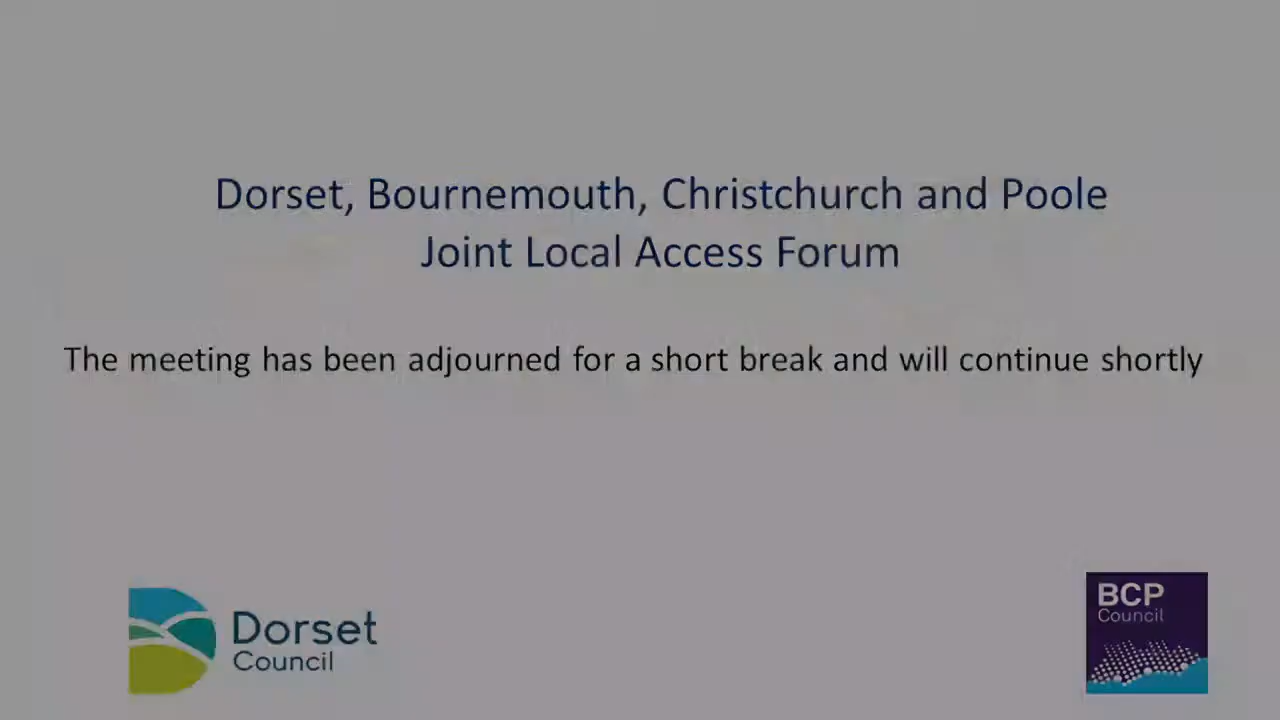 Dorset, Bournemouth, Christchurch and Poole
Joint Local Access Forum
The meeting has been adjourned for a short break and will continue shortly
Dorset
Council
BCP
Council